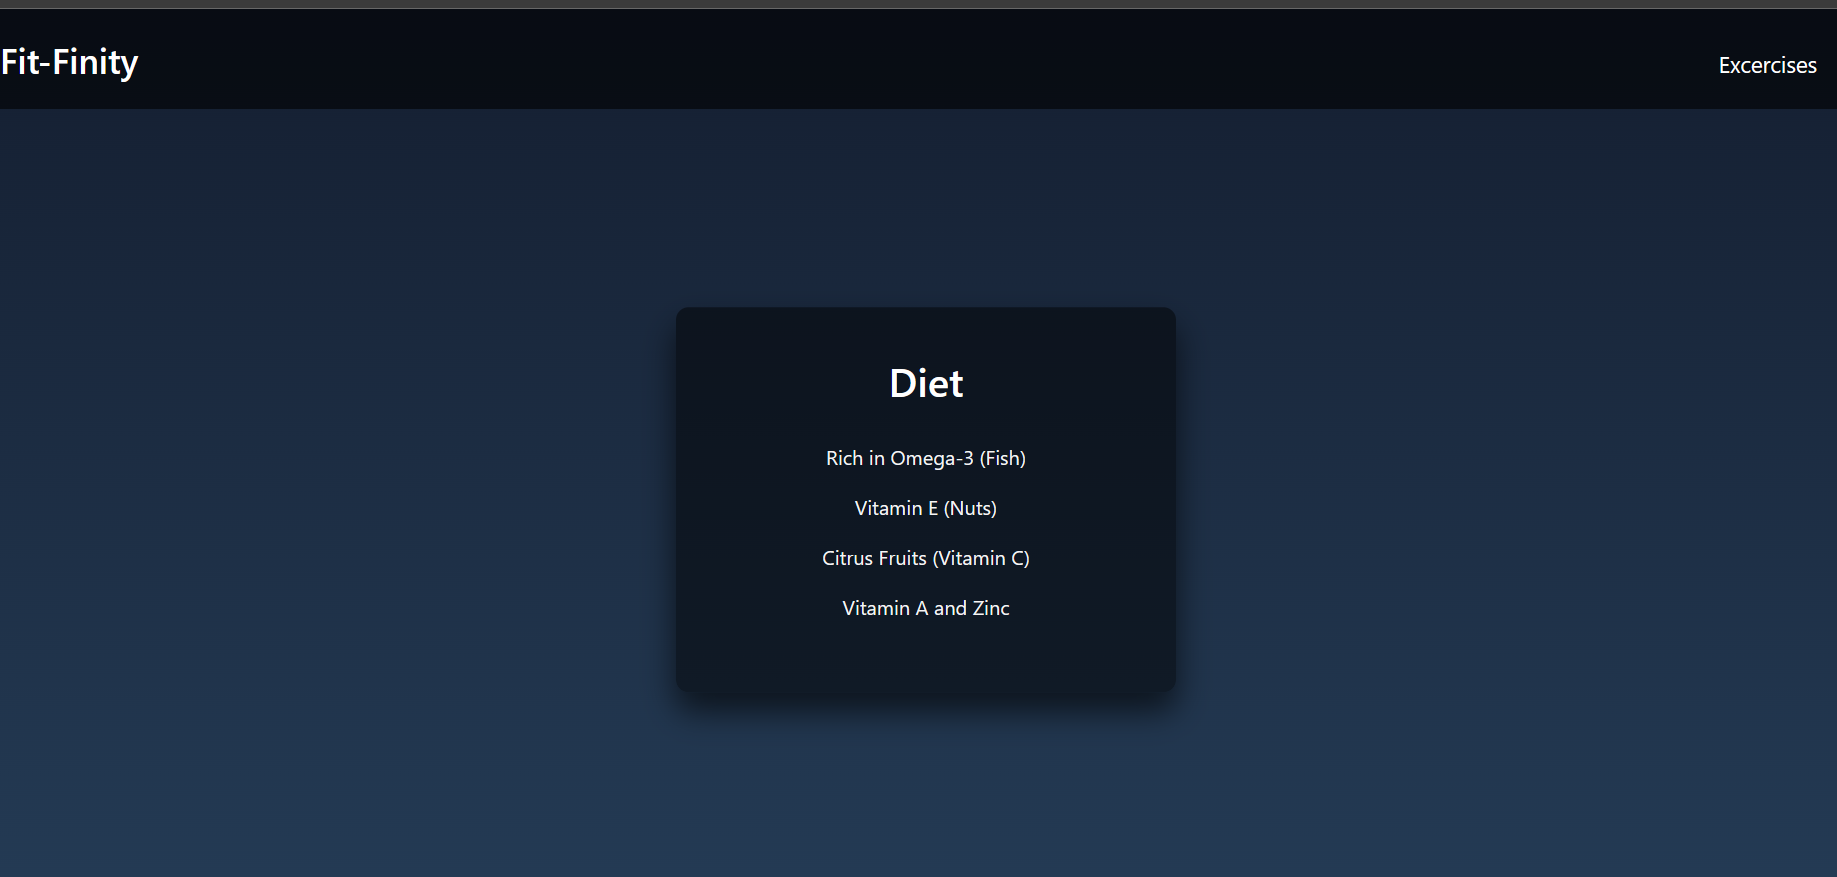 Fit-Finity
Excercises
Diet
Rich in Omega-3 (Fish)
Vitamin E (Nuts)
Citrus Fruits (Vitamin C)
Vitamin A and Zinc